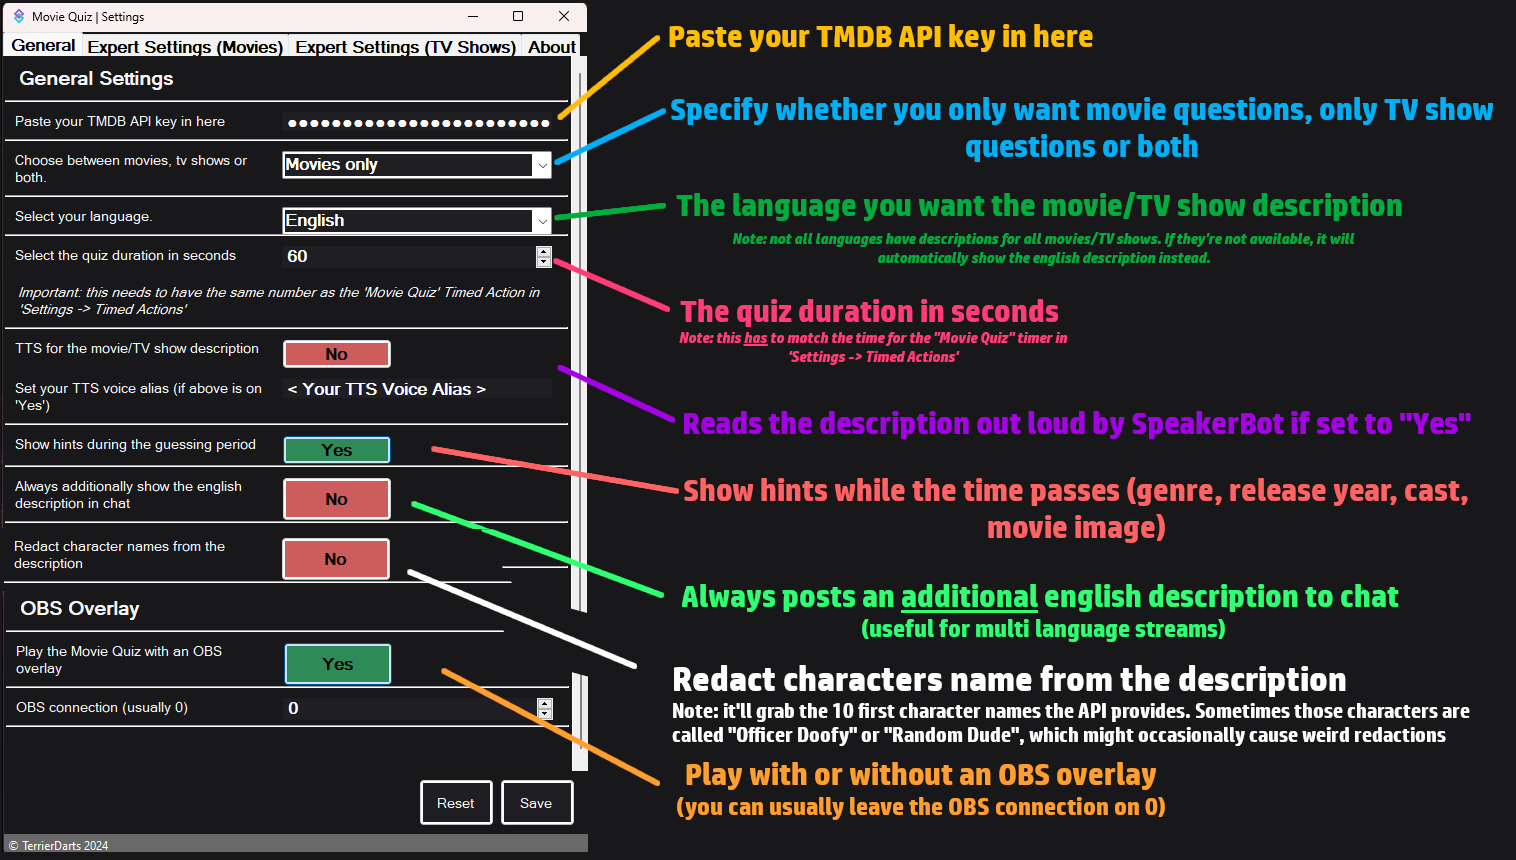 Movie Quiz | Settings
General
Expert Settings (Movies)
Expert Settings (TV Shows)
About
General Settings
Paste your TMDB API key in here
Choose between movies, tv shows or
both.
Movies only
Select your language.
English
Select the quiz duration in seconds
60
Important: this needs to have the same number as the 'Movie Quiz' Timed Action in
'Settings -> Timed Actions'
TTS for the movie/TV show description
No
Set your TTS voice alias (if above is on
'Yes')
< Your TTS Voice Alias >
Show hints during the guessing period
Yes
Always additionally show the english
description in chat
No
Redact character names from the
description
No
OBS Overlay
Play the Movie Quiz with an OBS
overlay
Yes
OBS connection (usually 0)
0
Reset
Save
© TerrierDarts 2024
Paste your TMDB API key in here
Specify whether you only want movie questions, only TV show
questions or both
The language you want the movie/TV show description
Note: not all languages have descriptions for all movies/TV shows. If they're not available, it will
automatically show the english description instead.
The quiz duration in seconds
Note: this has to match the time for the "Movie Quiz" timer in
'Settings -> Timed Actions'
Reads the description out loud by SpeakerBot if set to "Yes"
Show hints while the time passes (genre, release year, cast,
movie image)
Always posts an additional english description to chat
(useful for multi language streams)
Redact characters name from the description
Note: it'll grab the 10 first character names the API provides. Sometimes those characters are
called "Officer Doofy" or "Random Dude", which might occasionally cause weird redactions
Play with or without an OBS overlay
(you can usually leave the OBS connection on 0)